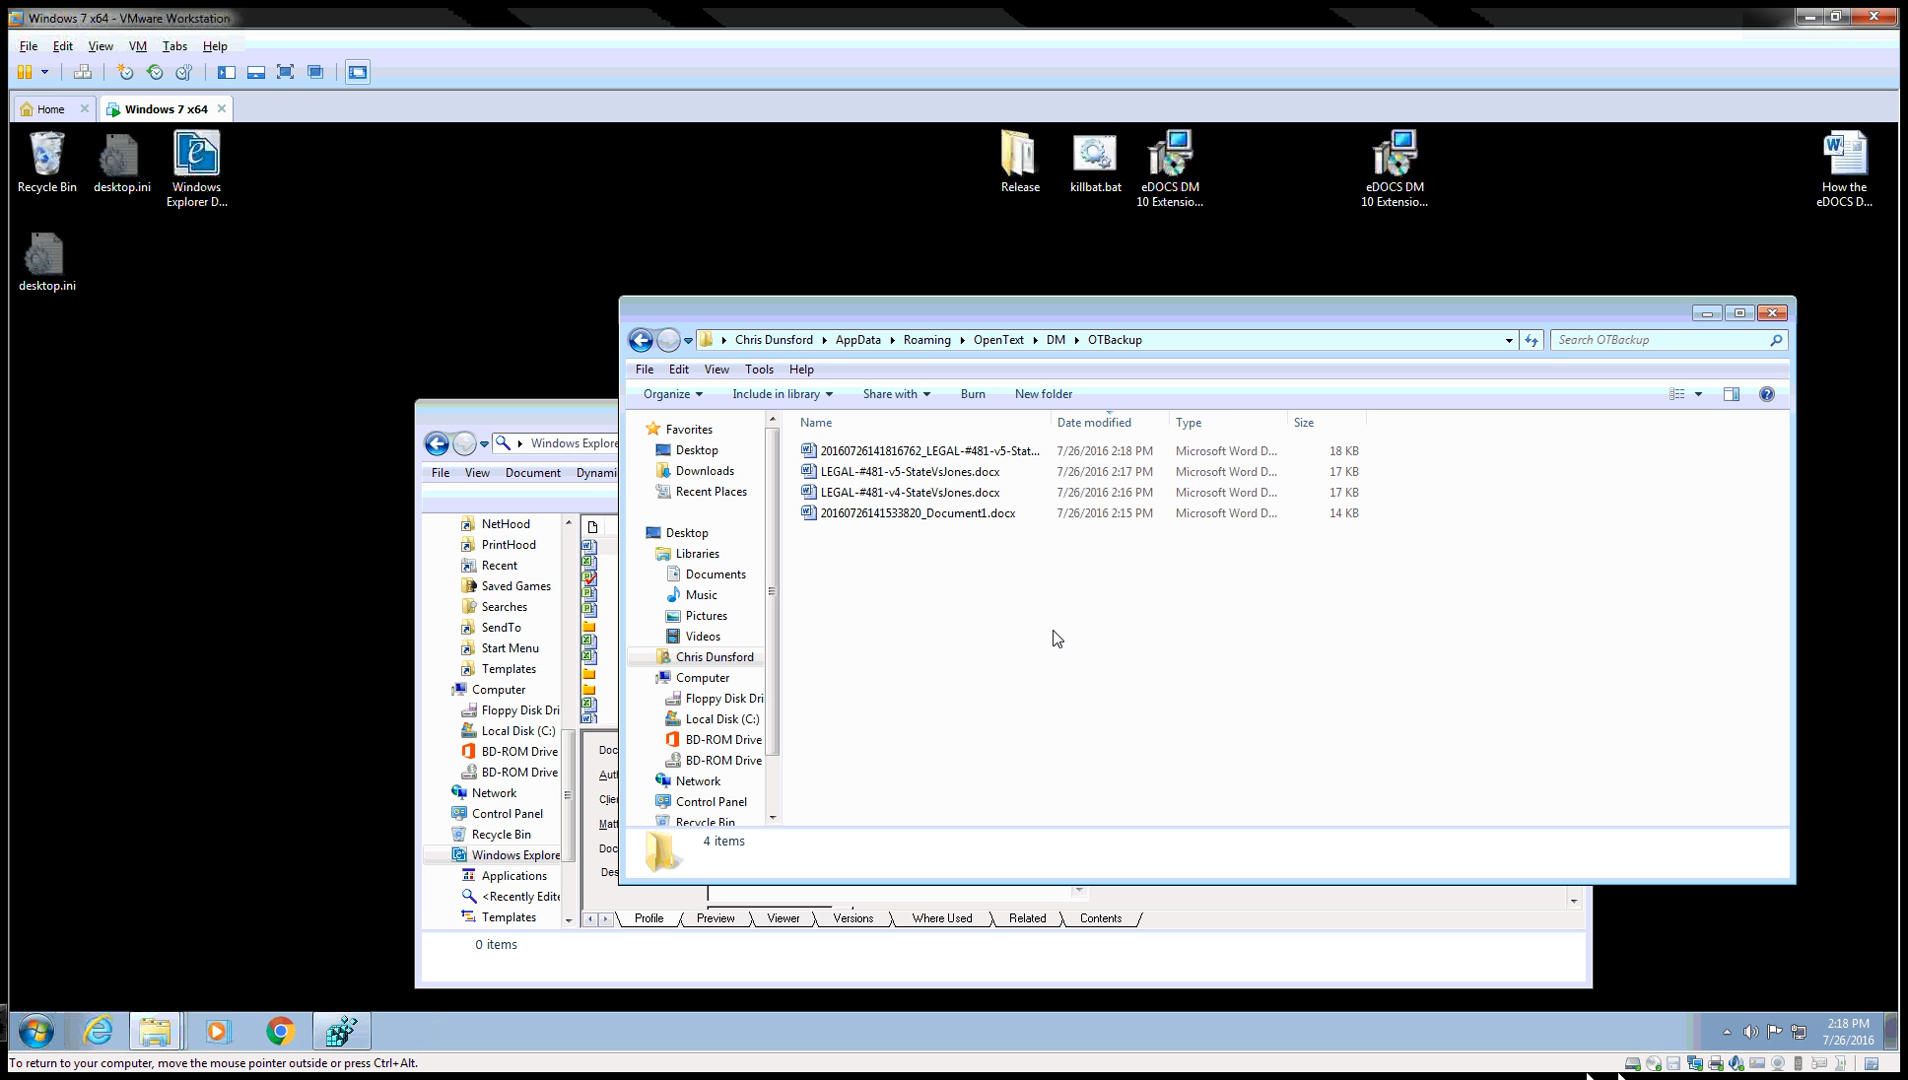 Windows 7 x64 - VMware Workstation
File Edit View VM Tabs Help
Home Windows 7 x64
Recycle Bin
desktop.ini
Windows
Explorer D...
Release
killbat.bat
eDOCS DM
10 Extensio...
eDOCS DM
10 Extensio...
How the
eDOCS D...
desktop.ini
Chris Dunsford AppData Roaming OpenText DM OTBackup
Search OTBackup
File Edit View Tools Help
Organize Include in library Share with Burn New folder
Name Date modified Type Size
20160726141816762_LEGAL-#481-v5-Stat... 7/26/2016 2:18 PM Microsoft Word D... 18 KB
LEGAL-#481-v5-StateVsJones.docx 7/26/2016 2:17 PM Microsoft Word D... 17 KB
LEGAL-#481-v4-StateVsJones.docx 7/26/2016 2:16 PM Microsoft Word D... 17 KB
20160726141533820_Document1.docx 7/26/2016 2:15 PM Microsoft Word D... 14 KB
Favorites
Desktop
Downloads
Recent Places
Desktop
Libraries
Documents
Music
Pictures
Videos
Chris Dunsford
Computer
Floppy Disk Dri
Local Disk (C:)
BD-ROM Drive
BD-ROM Drive
Network
Control Panel
Recycle Bin
4 items
Windows Explore
File View Document Dynami
NetHood
PrintHood
Recent
Saved Games
Searches
SendTo
Start Menu
Templates
Computer
Floppy Disk Dri
Local Disk (C:)
BD-ROM Drive
BD-ROM Drive
Network
Control Panel
Recycle Bin
Windows Explore
Applications
<Recently Edite
Templates
Doc
Auth
Clie
Matt
Doc
Des
Profile Preview Viewer Versions Where Used Related Contents
0 items
2:18 PM
7/26/2016
To return to your computer, move the mouse pointer outside or press Ctrl+Alt.